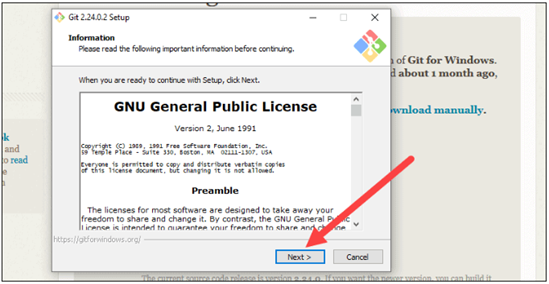 Git 2.24.0.2 Setup
Information
Please read the following important information before continuing.
When you are ready to continue with Setup, click Next.
GNU General Public License
Version 2, June 1991
Copyright (C) 1989, 1991 Free Software Foundation, Inc.
59 Temple Place - Suite 330, Boston, MA 02111-1307, USA
Everyone is permitted to copy and distribute verbatim copies
of this license document, but changing it is not allowed.
Preamble
The licenses for most software are designed to take away your
freedom to share and change it. By contrast, the GNU General Public
License is intended to guarantee your freedom to share and change
https://gitforwindows.org/
Next >
Cancel
n of Git for Windows.
d about 1 month ago,
wnload manually.
ok
and
to read
e
n
The current source code release is version 2.24.0. If you want the newer version, you can build it